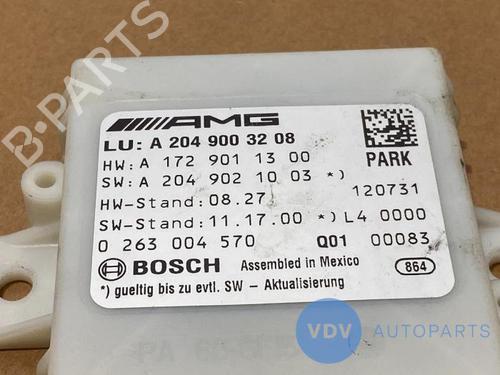 AMG
LU: A 204 900 32 08
HW: A 172 901 13 00
SW: A 204 902 10 03 *)
PARK
HW-Stand: 08.27
120731
SW-Stand: 11.17.00 *) L4 0000
0 263 004 570 Q01 00083
BOSCH Assembled in Mexico 864
*) gueltig bis zu evtl. SW - Aktualisierung
B-PARTS
VDV AUTOPARTS